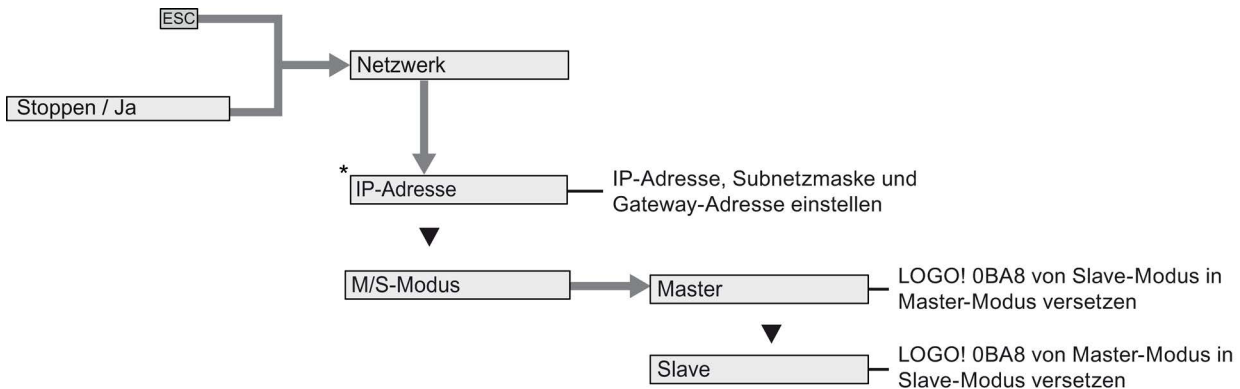 ESC
Netzwerk
Stoppen / Ja
*
IP-Adresse
IP-Adresse, Subnetzmaske und
Gateway-Adresse einstellen
M/S-Modus
Master
LOGO! 0BA8 von Slave-Modus in
Master-Modus versetzen
Slave
LOGO! 0BA8 von Master-Modus in
Slave-Modus versetzen